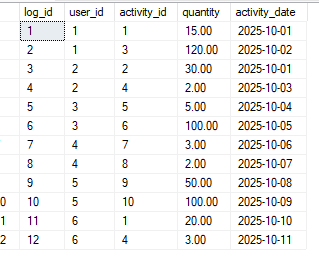 log_id user_id activity_id quantity activity_date
1 1 1 15.00 2025-10-01
2 1 3 120.00 2025-10-02
3 2 2 30.00 2025-10-01
4 2 4 2.00 2025-10-03
5 3 5 5.00 2025-10-04
6 3 6 100.00 2025-10-05
7 4 7 3.00 2025-10-06
8 4 8 2.00 2025-10-07
9 5 9 50.00 2025-10-08
0 10 5 10 100.00 2025-10-09
1 11 6 1 20.00 2025-10-10
2 12 6 4 3.00 2025-10-11